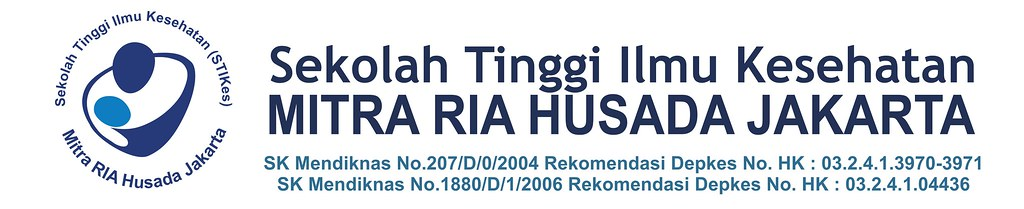 Sekolah Tinggi Ilmu Kesehatan (STIKes)
Mitra RIA Husada Jakarta
Sekolah Tinggi Ilmu Kesehatan
MITRA RIA HUSADA JAKARTA
SK Mendiknas No.207/D/0/2004 Rekomendasi Depkes No. HK : 03.2.4.1.3970-3971
SK Mendiknas No.1880/D/1/2006 Rekomendasi Depkes No. HK : 03.2.4.1.04436